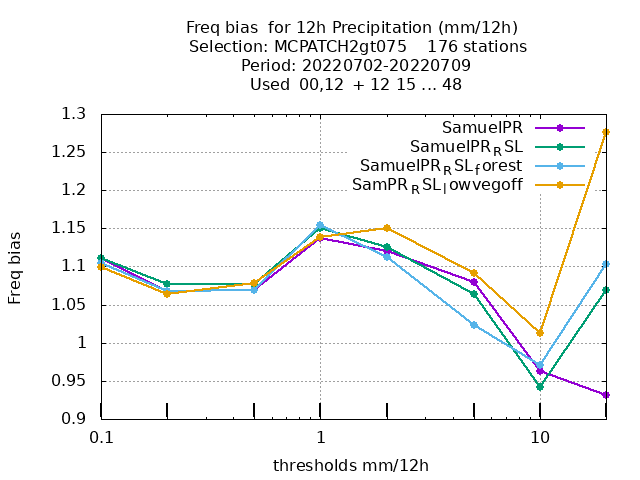 Freq bias for 12h Precipitation (mm/12h)
Selection: MCPATCH2gt075 176 stations
Period: 20220702-20220709
Used 00,12 + 12 15 ... 48
SamuelPR
SamuelPR_RSL
SamuelPR_RSL_forest
SamPR_RSL_lowvegoff
1.3
1.25
1.2
1.15
1.1
1.05
1
0.95
0.9
Freq bias
0.1 1 10
thresholds mm/12h